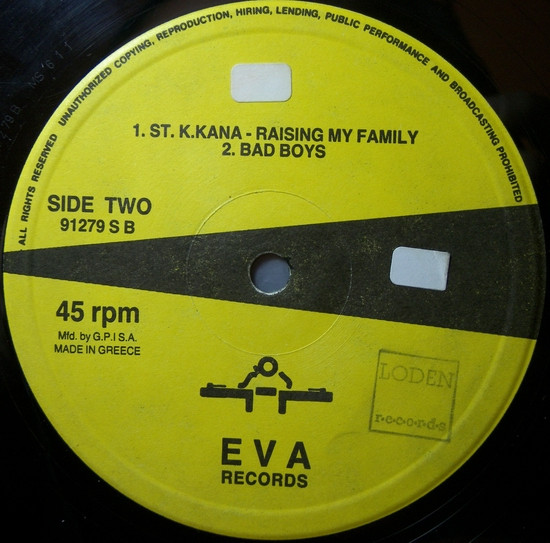 ALL RIGHTS RESERVED UNAUTHORIZED COPYING, REPRODUCTION, HIRING, LENDING, PUBLIC PERFORMANCE AND BROADCASTING PROHIBITED
1. ST. K.KANA - RAISING MY FAMILY
2. BAD BOYS
SIDE TWO
91279 S B
45 rpm
Mfd. by G.P.I S.A.
MADE IN GREECE
LODEN
r·e·c·o·r·d·s
EVA
RECORDS